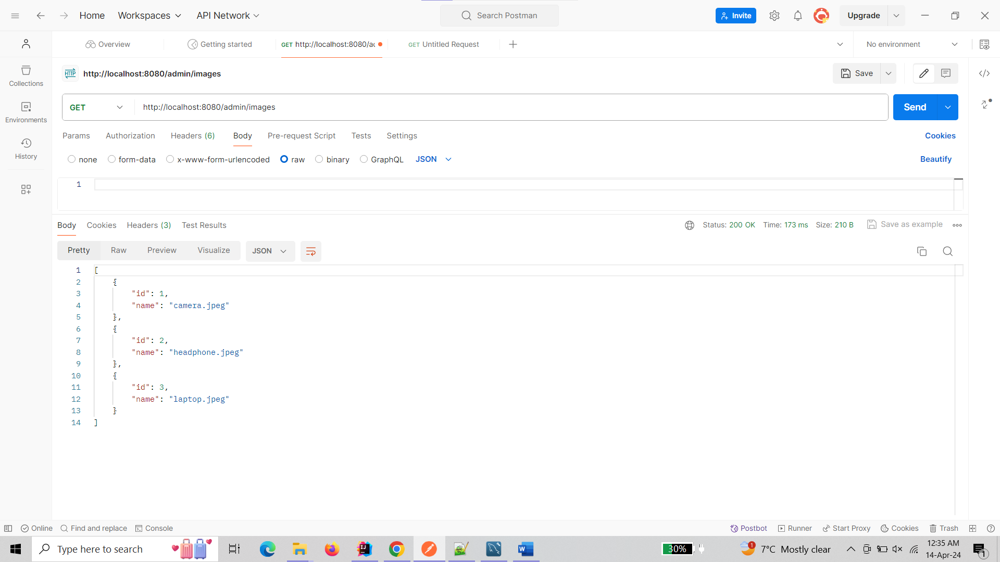 Home Workspaces API Network Search Postman Invite Upgrade
Overview Getting started GET http://localhost:8080/ac GET Untitled Request No environment
HTTP http://localhost:8080/admin/images Save
Collections
GET http://localhost:8080/admin/images Send
Environments
Params Authorization Headers (6) Body Pre-request Script Tests Settings Cookies
History
none form-data x-www-form-urlencoded raw binary GraphQL JSON Beautify
1
Body Cookies Headers (3) Test Results Status: 200 OK Time: 173 ms Size: 210 B Save as example
Pretty Raw Preview Visualize JSON
1 [
2 {
3 "id": 1,
4 "name": "camera.jpeg"
5 },
6 {
7 "id": 2,
8 "name": "headphone.jpeg"
9 },
10 {
11 "id": 3,
12 "name": "laptop.jpeg"
13 }
14 ]
Online Find and replace Console Postbot Runner Start Proxy Cookies Trash
Type here to search 30% 1 7°C Mostly clear 12:35 AM
14-Apr-24 1